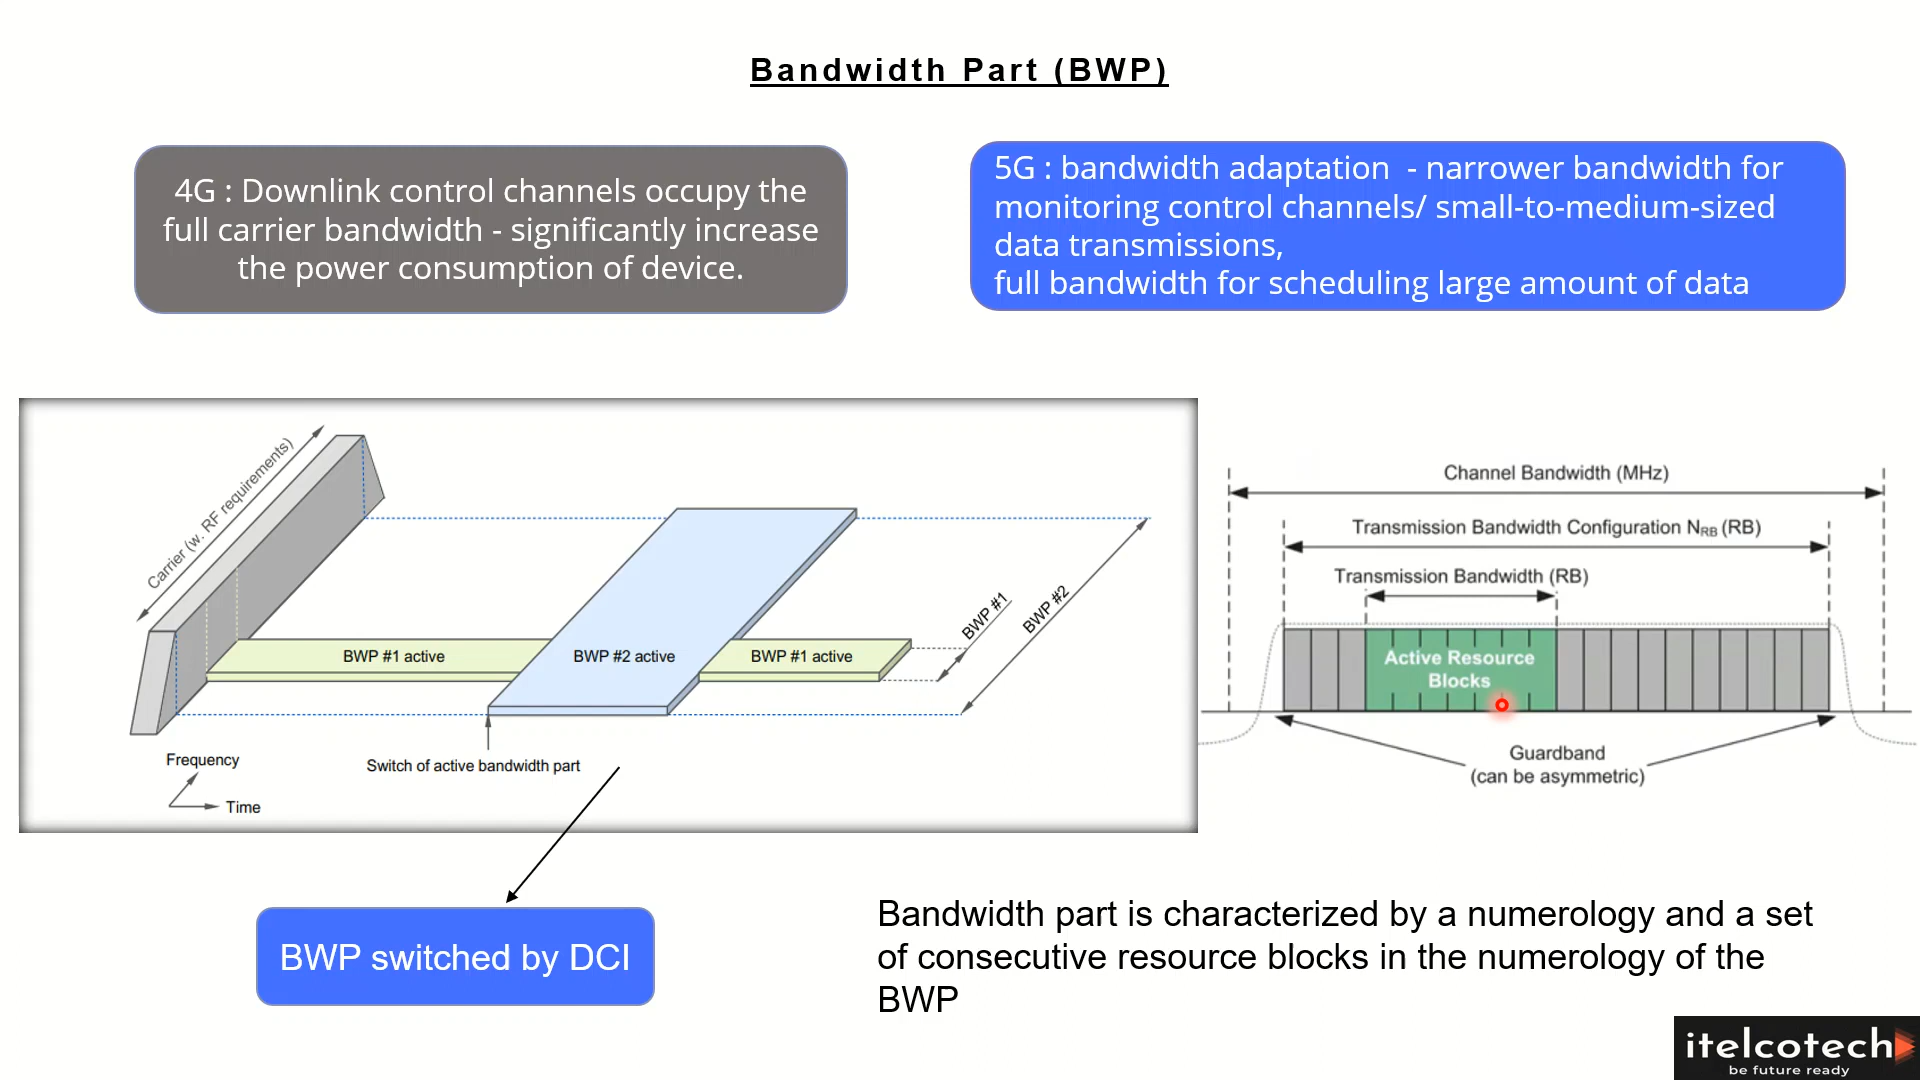 Bandwidth Part (BWP)
4G : Downlink control channels occupy the
full carrier bandwidth - significantly increase
the power consumption of device.
5G : bandwidth adaptation  - narrower bandwidth for
monitoring control channels/ small-to-medium-sized
data transmissions,
full bandwidth for scheduling large amount of data
Carrier (w. RF requirements)
BWP #1 active
BWP #2 active
BWP #1 active
BWP #1
BWP #2
Switch of active bandwidth part
Frequency
Time
Channel Bandwidth (MHz)
Transmission Bandwidth Configuration NRB (RB)
Transmission Bandwidth (RB)
Active Resource
Blocks
Guardband
(can be asymmetric)
BWP switched by DCI
Bandwidth part is characterized by a numerology and a set
of consecutive resource blocks in the numerology of the
BWP
itelcotech
be future ready